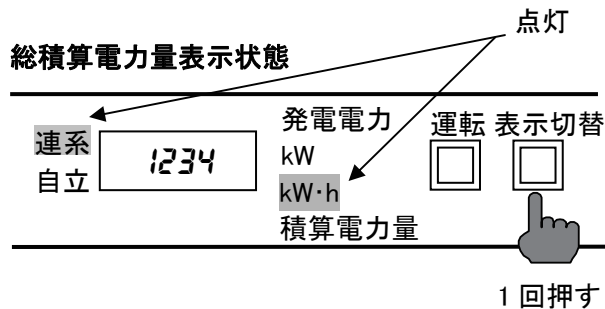 点灯
総積算電力量表示状態
連系
自立
1234
発電電力
kW
kW･h
積算電力量
運転 表示切替
1回押す